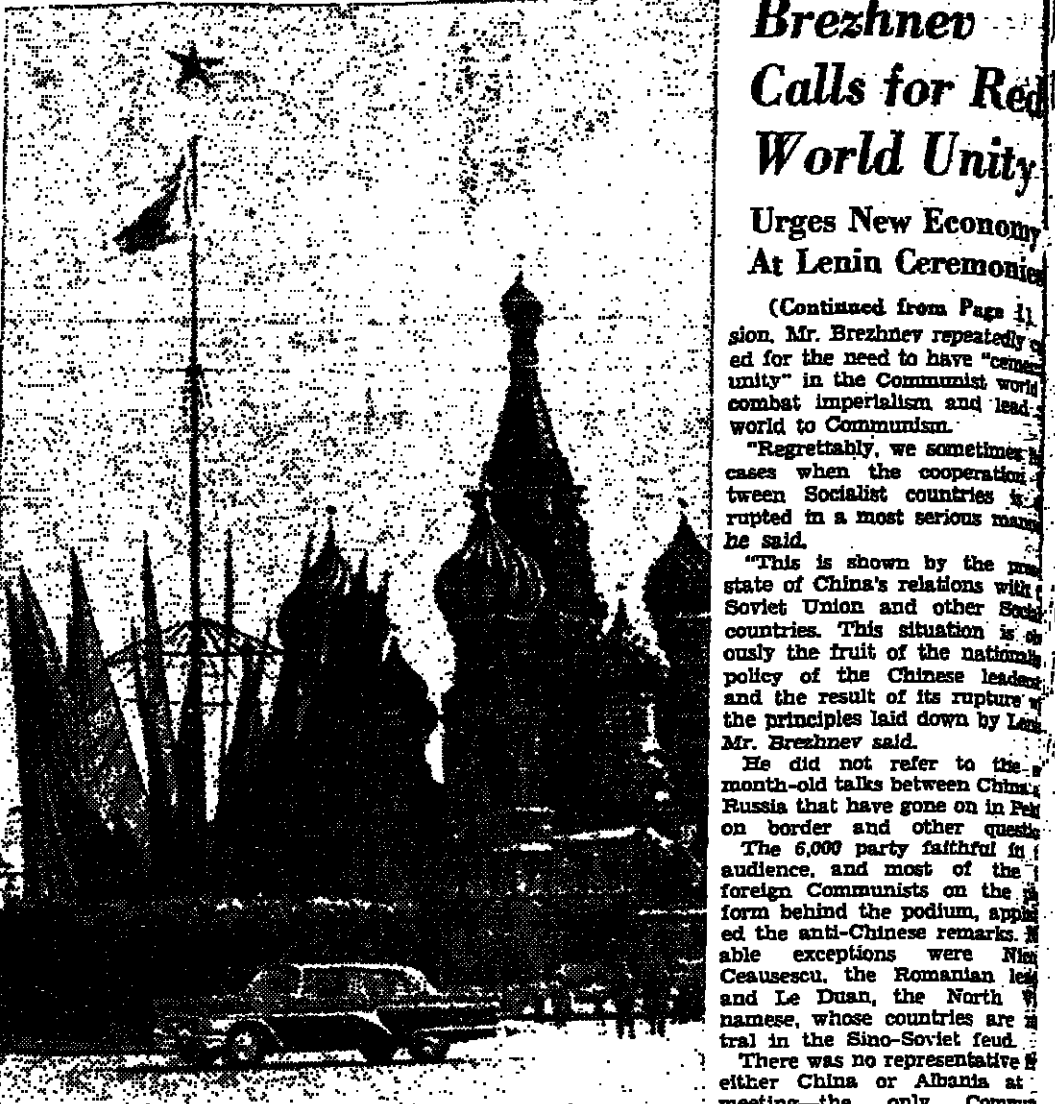 Brezhnev
Calls for Red
World Unity
Urges New Economy
At Lenin Ceremonies
(Continued from Page 1)
sion, Mr. Brezhnev repeatedly
ed for the need to have
unity" in the Communist world
combat imperialism and lead
world to Communism.
"Regrettably, we sometimes
cases when the cooperation
tween Socialist countries is
rupted in a most serious
he said.
"This is shown by the
state of China's relations with
Soviet Union and other
countries. This situation is
ously the fruit of the
policy of the Chinese
and the result of its rupture
the principles laid down by
Mr. Brezhnev said.
He did not refer to the
month-old talks between China
Russia that have gone on in
on border and other
The 6,000 party faithful in
audience, and most of the
foreign Communists on the
form behind the podium,
ed the anti-Chinese remarks.
able exceptions were
Ceausescu, the Romanian
and Le Duan, the North
namese, whose countries are
tral in the Sino-Soviet feud.
There was no representative
either China or Albania at
meeting—the only